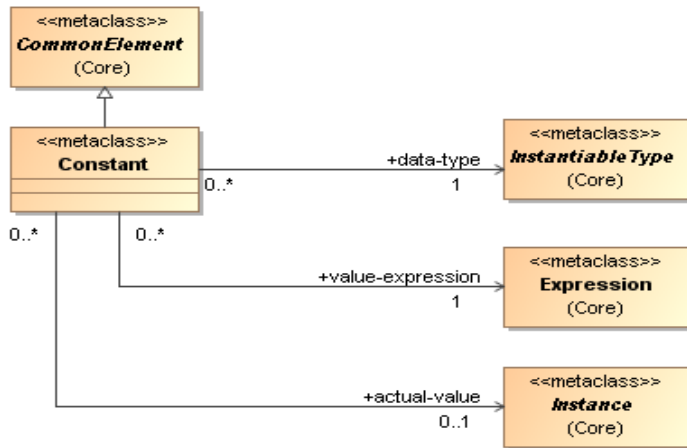 <<metaclass>>
CommonElement
(Core)
<<metaclass>>
Constant
+data-type
0..*
1
<<metaclass>>
InstantiableType
(Core)
0..*
0..*
+value-expression
1
<<metaclass>>
Expression
(Core)
+actual-value
0..1
<<metaclass>>
Instance
(Core)